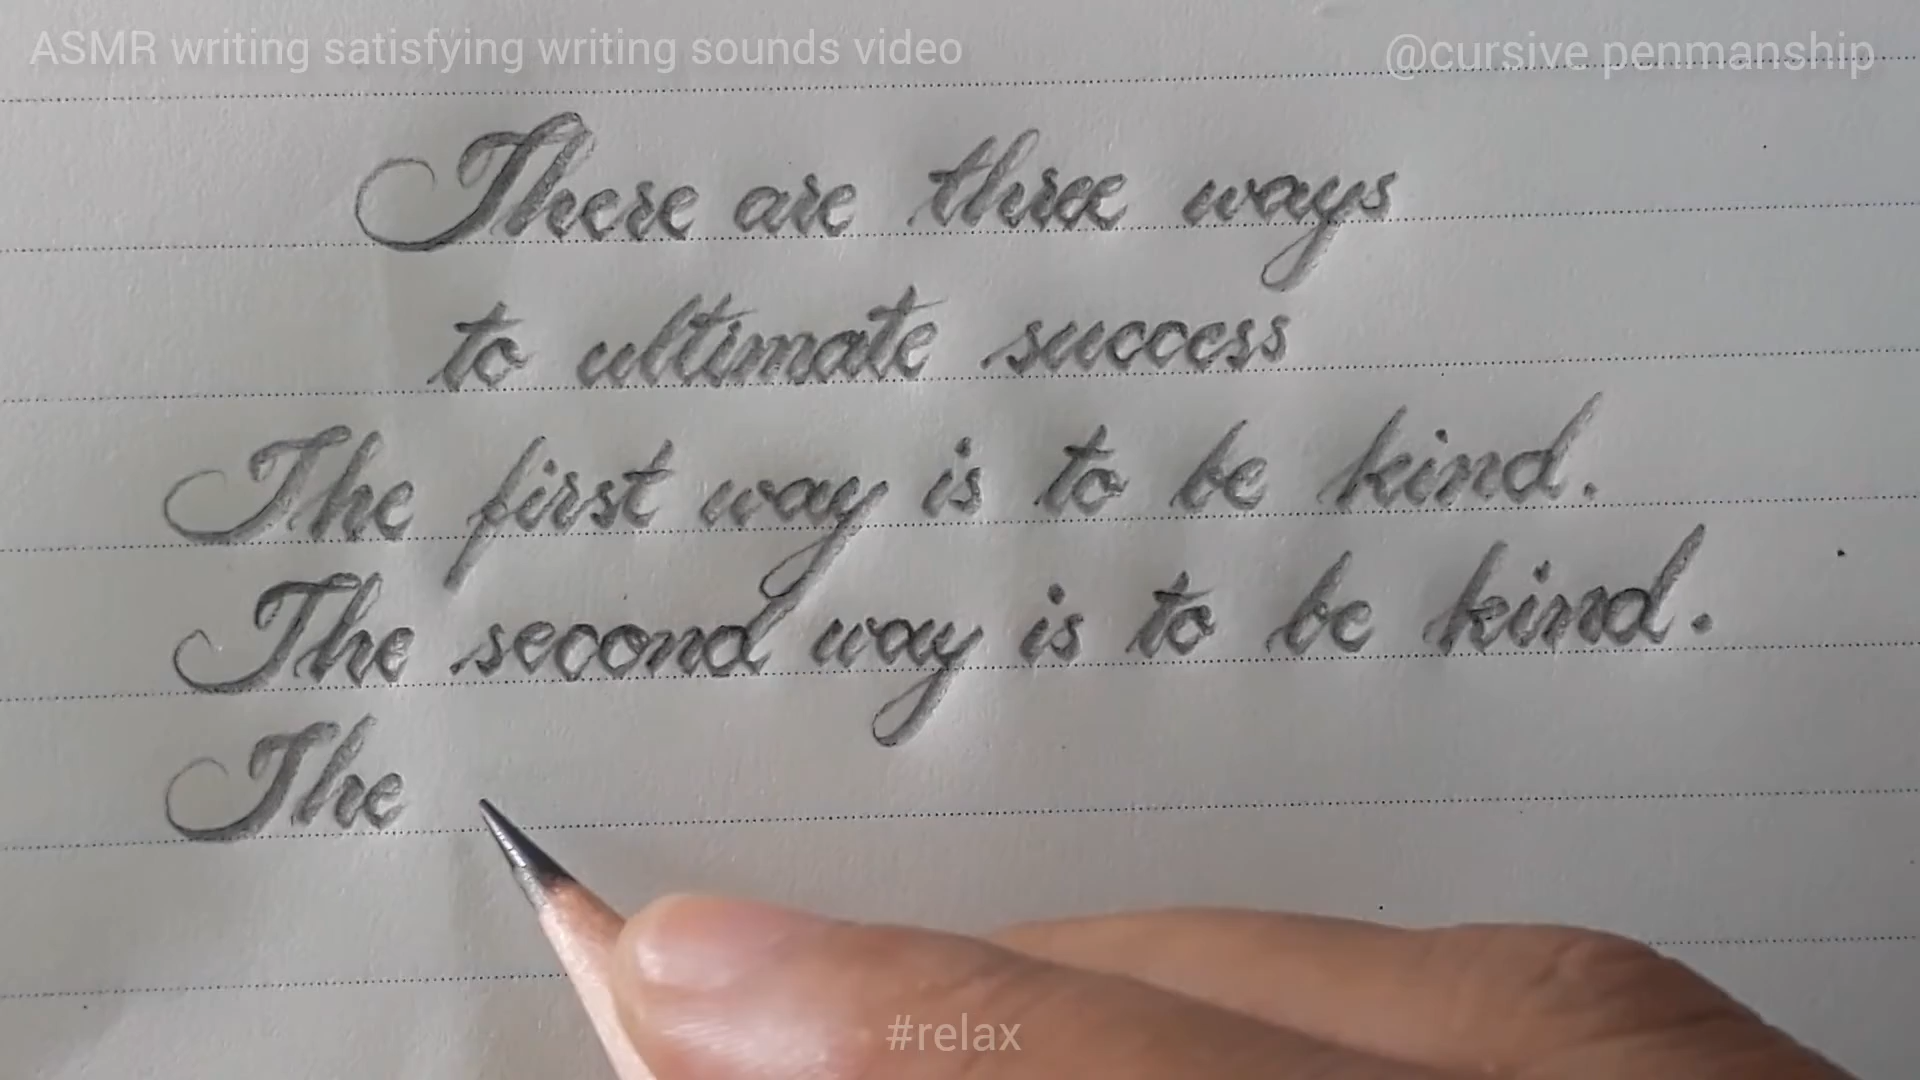 ASMR writing satisfying writing sounds video
@cursive penmanship
There are three ways
to ultimate success
The first way is to be kind.
The second way is to be kind.
The
#relax